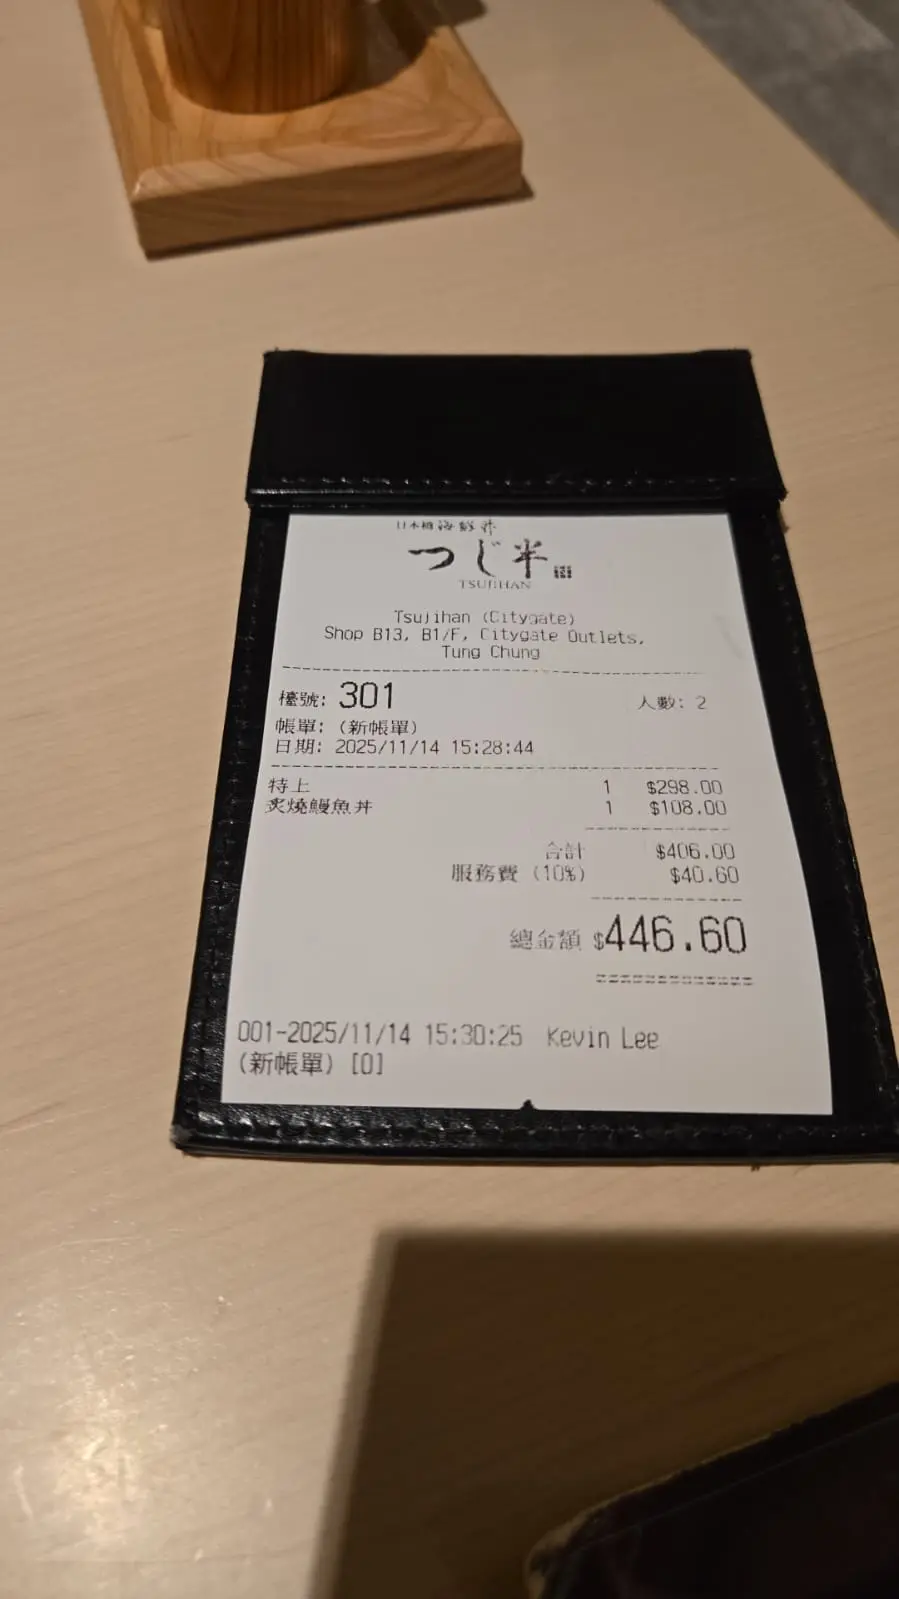 日本橋海鮮丼
つじ半
TSUJIHAN
Tsujihan (Citygate)
Shop B13, B1/F, Citygate Outlets,
Tung Chung
檯號: 301 人數: 2
帳單: (新帳單)
日期: 2025/11/14 15:28:44
特上 1 $298.00
炙燒鰻魚丼 1 $108.00
合計 $406.00
服務費 (10%) $40.60
總金額 $446.60
001-2025/11/14 15:30:25 Kevin Lee
(新帳單) [0]